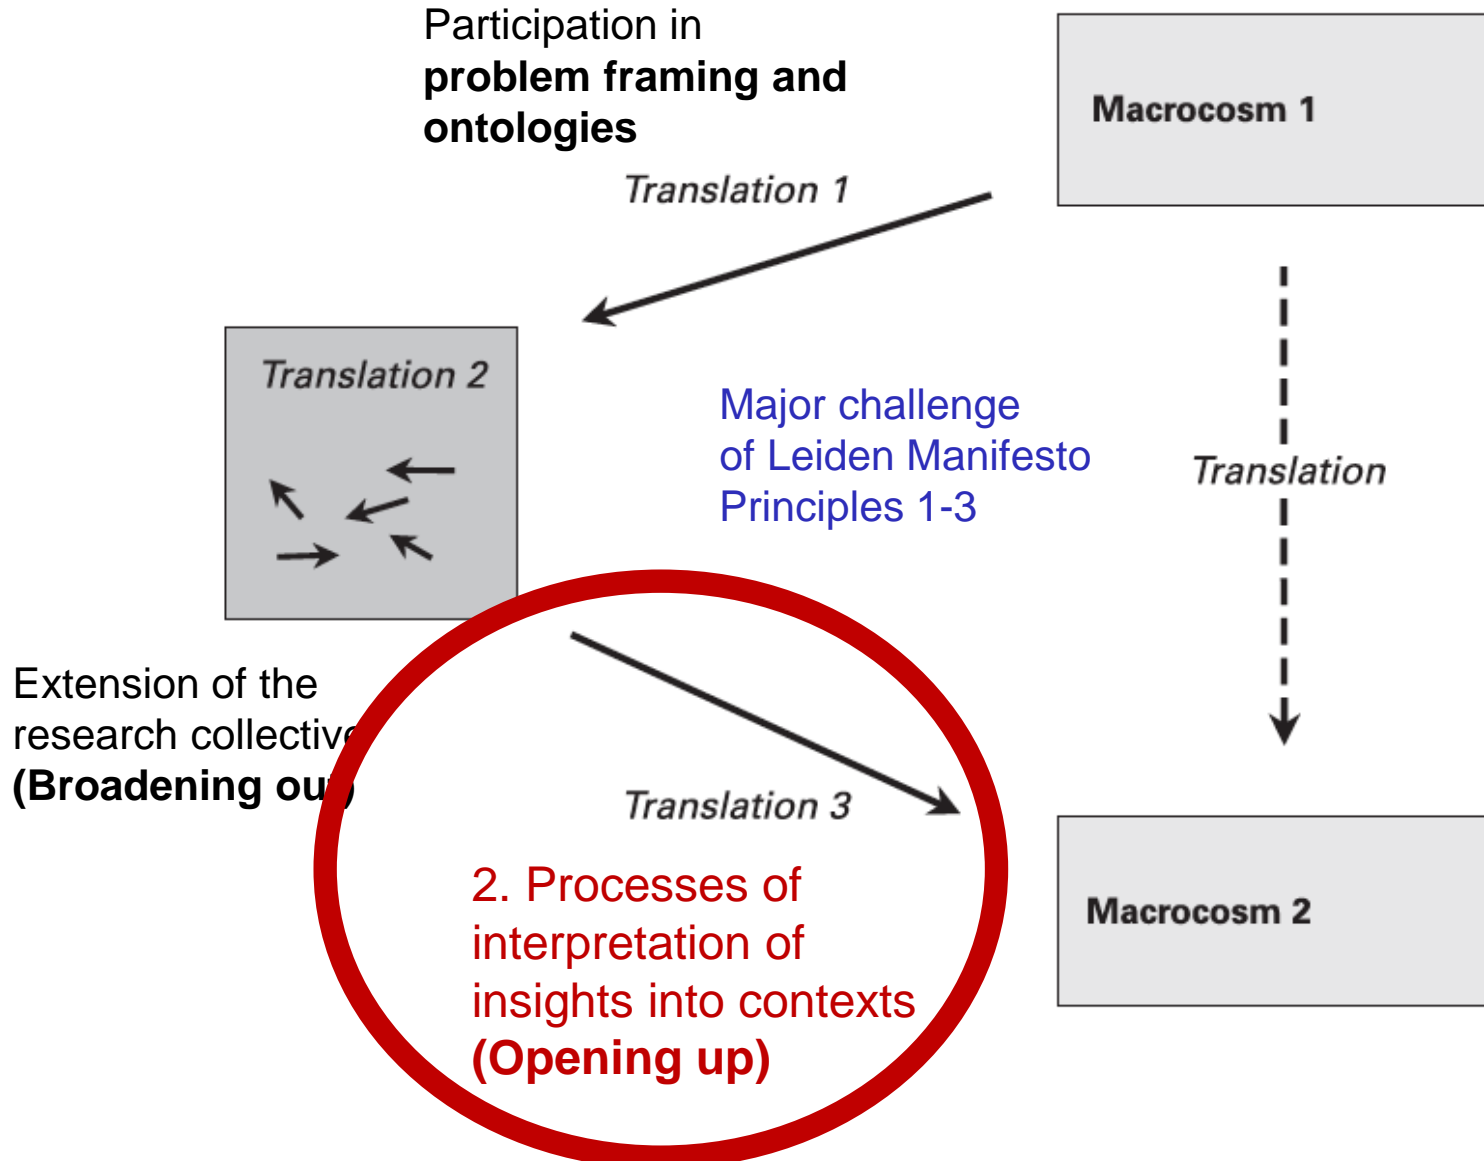 Participation in
problem framing and
ontologies
Macrocosm 1
Translation 1
Translation 2
Major challenge
of Leiden Manifesto
Principles 1-3
Translation
Extension of the
research collective
(Broadening out)
Translation 3
2. Processes of
interpretation of
insights into contexts
(Opening up)
Macrocosm 2